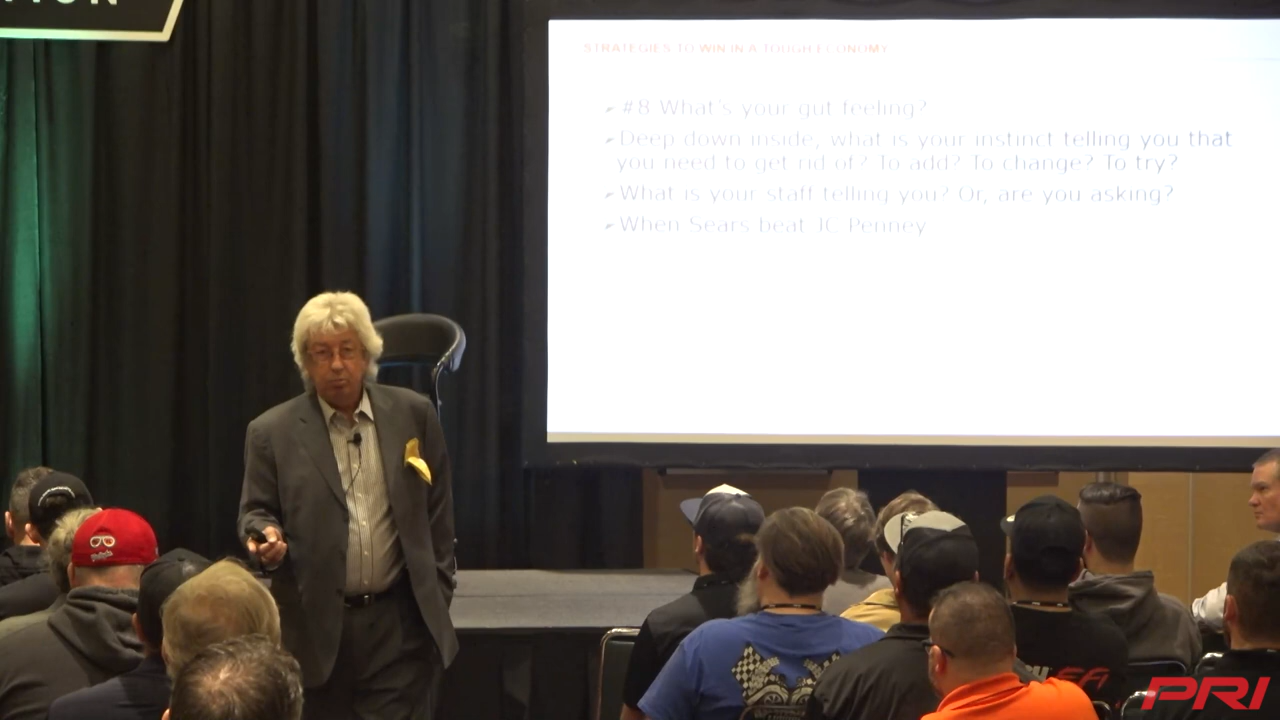 STRATEGIES TO WIN IN A TOUGH ECONOMY
#8 What's your gut feeling?
Deep down inside, what is your instinct telling you that
you need to get rid of? To add? To change? To try?
What is your staff telling you? Or, are you asking?
When Sears beat JC Penney
PRI